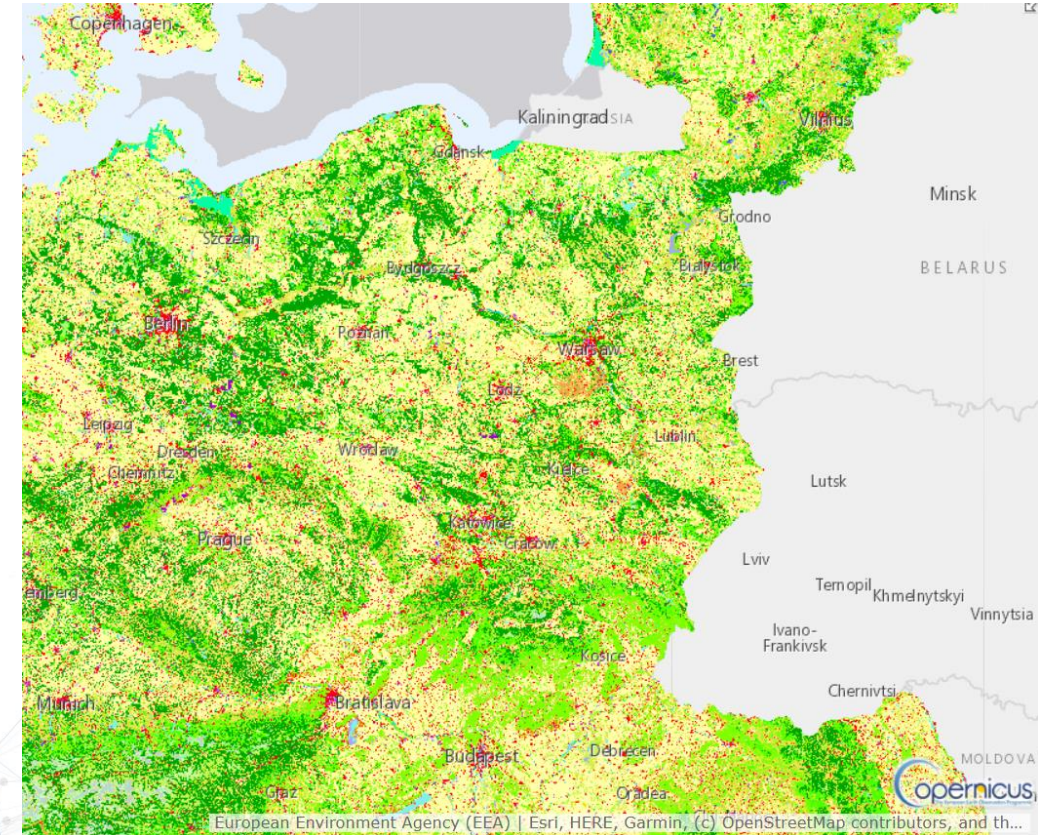 Copenhagen
Kaliningrad
SIA
Vilnius
Gdansk
Minsk
Grodno
Szczecin
Bydgoszcz
Bialystok
BELARUS
Berlin
Poznan
Warsaw
Brest
Lodz
Leipzig
Lublin
Dresden
Wroclaw
Chemnitz
Kielce
Lutsk
Katowice
Prague
Cracow
Lviv
emberg
Ternopil
Khmelnytskyi
Vinnytsia
Ivano-
Frankivsk
Kosice
Chernivtsi
Munich
Bratislava
Budapest
Debrecen
MOLDOVA
Graz
Oradea
opernicus
European Environment Agency (EEA) | Esri, HERE, Garmin, (c) OpenStreetMap contributors, and th...